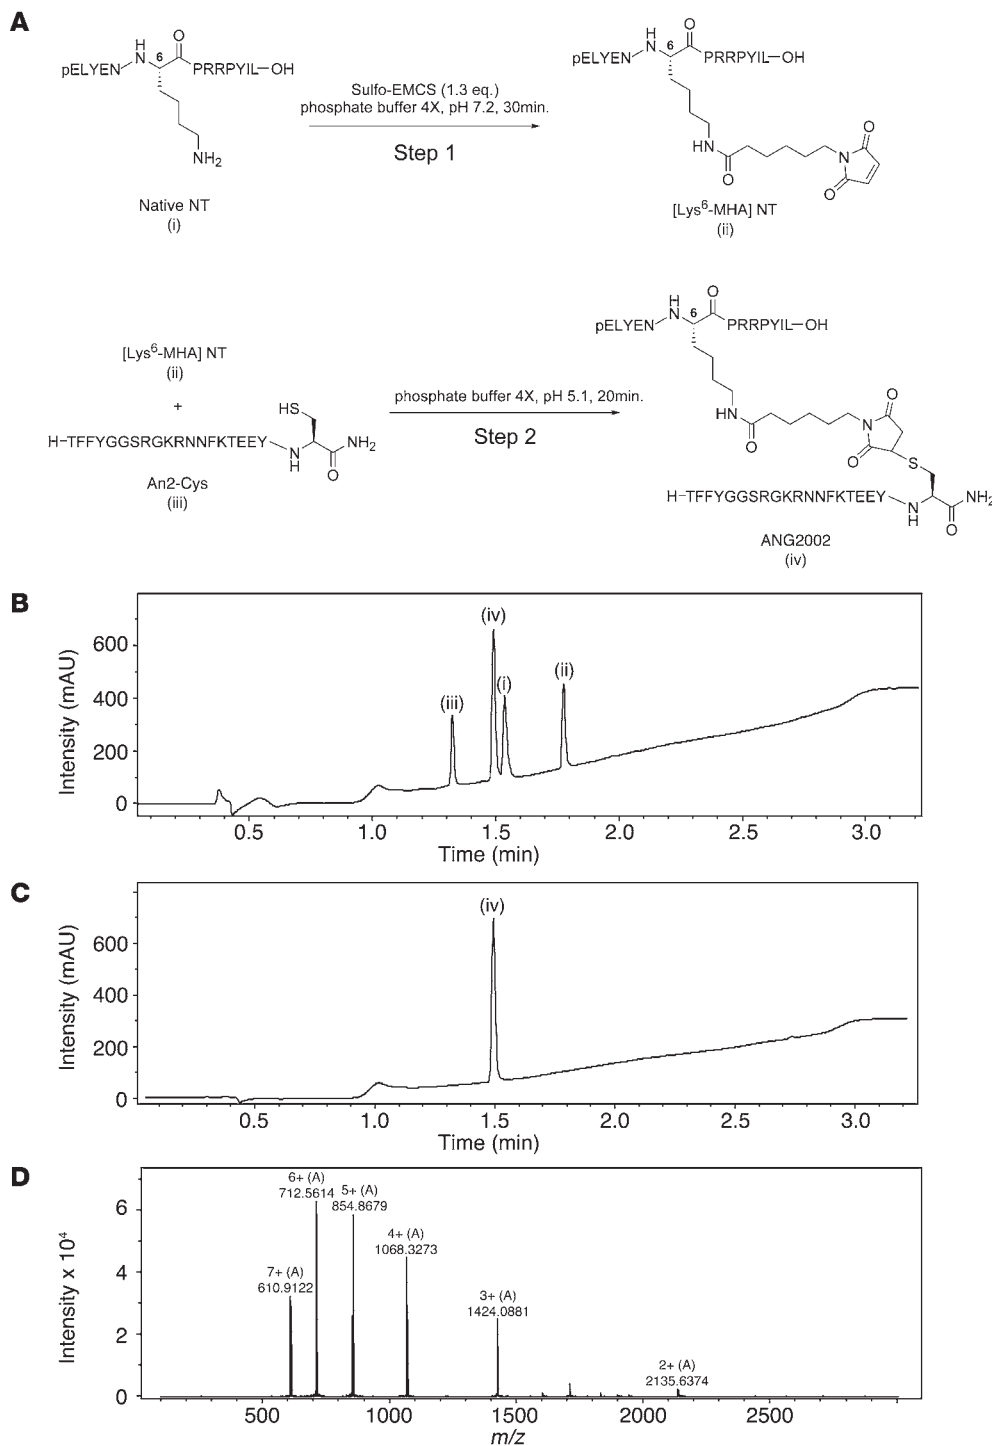 A
H
N
6
O
pELYEN
PRRPYIL—OH
NH2
Native NT
(i)
Sulfo-EMCS (1.3 eq.)
phosphate buffer 4X, pH 7.2, 30min.
Step 1
H
N
6
O
pELYEN
PRRPYIL—OH
HN
O
N
O
O
[Lys6-MHA] NT
(ii)
[Lys6-MHA] NT
(ii)
+
HS
H-TFFYGGSRGKRNNFKTEEY
N
H
O
NH2
An2-Cys
(iii)
phosphate buffer 4X, pH 5.1, 20min.
Step 2
H
N
6
O
pELYEN
PRRPYIL—OH
HN
O
N
O
O
S
H-TFFYGGSRGKRNNFKTEEY
N
H
O
NH2
ANG2002
(iv)
B
Intensity (mAU)
600
400
200
0
(iii)
(iv)
(i)
(ii)
0.5 1.0 1.5 2.0 2.5 3.0
Time (min)
C
Intensity (mAU)
600
400
200
0
(iv)
0.5 1.0 1.5 2.0 2.5 3.0
Time (min)
D
Intensity x 10^4
6
4
2
0
7+ (A)
610.9122
6+ (A)
712.5614
5+ (A)
854.8679
4+ (A)
1068.3273
3+ (A)
1424.0881
2+ (A)
2135.6374
500 1000 1500 2000 2500
m/z